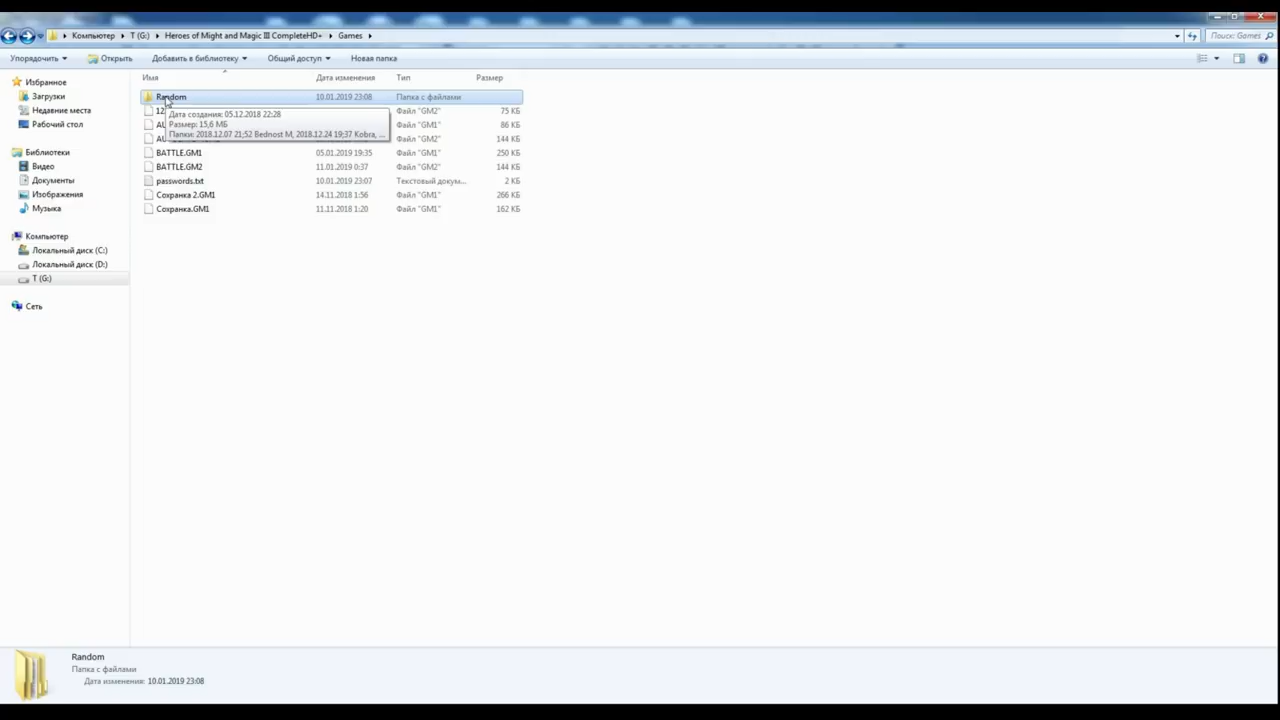 Компьютер ▸ T (G:) ▸ Heroes of Might and Magic III CompleteHD+ ▸ Games ▸
Поиск: Games
Упорядочить Открыть Добавить в библиотеку Общий доступ Новая папка
Имя Дата изменения Тип Размер
Избранное
Загрузки
Недавние места
Рабочий стол
Библиотеки
Видео
Документы
Изображения
Музыка
Компьютер
Локальный диск (C:)
Локальный диск (D:)
T (G:)
Сеть
Random 10.01.2019 23:08 Папка с файлами
12 Файл "GM2" 75 КБ
AU Файл "GM1" 86 КБ
AU Файл "GM2" 144 КБ
Дата создания: 05.12.2018 22:28
Размер: 15,6 МБ
Папки: 2018.12.07 21;52 Bednost M, 2018.12.24 19;37 Kobra, ...
BATTLE.GM1 05.01.2019 19:35 Файл "GM1" 250 КБ
BATTLE.GM2 11.01.2019 0:37 Файл "GM2" 144 КБ
passwords.txt 10.01.2019 23:07 Текстовый докум... 2 КБ
Сохранка 2.GM1 14.11.2018 1:56 Файл "GM1" 266 КБ
Сохранка.GM1 11.11.2018 1:20 Файл "GM1" 162 КБ
Random
Папка с файлами
Дата изменения: 10.01.2019 23:08